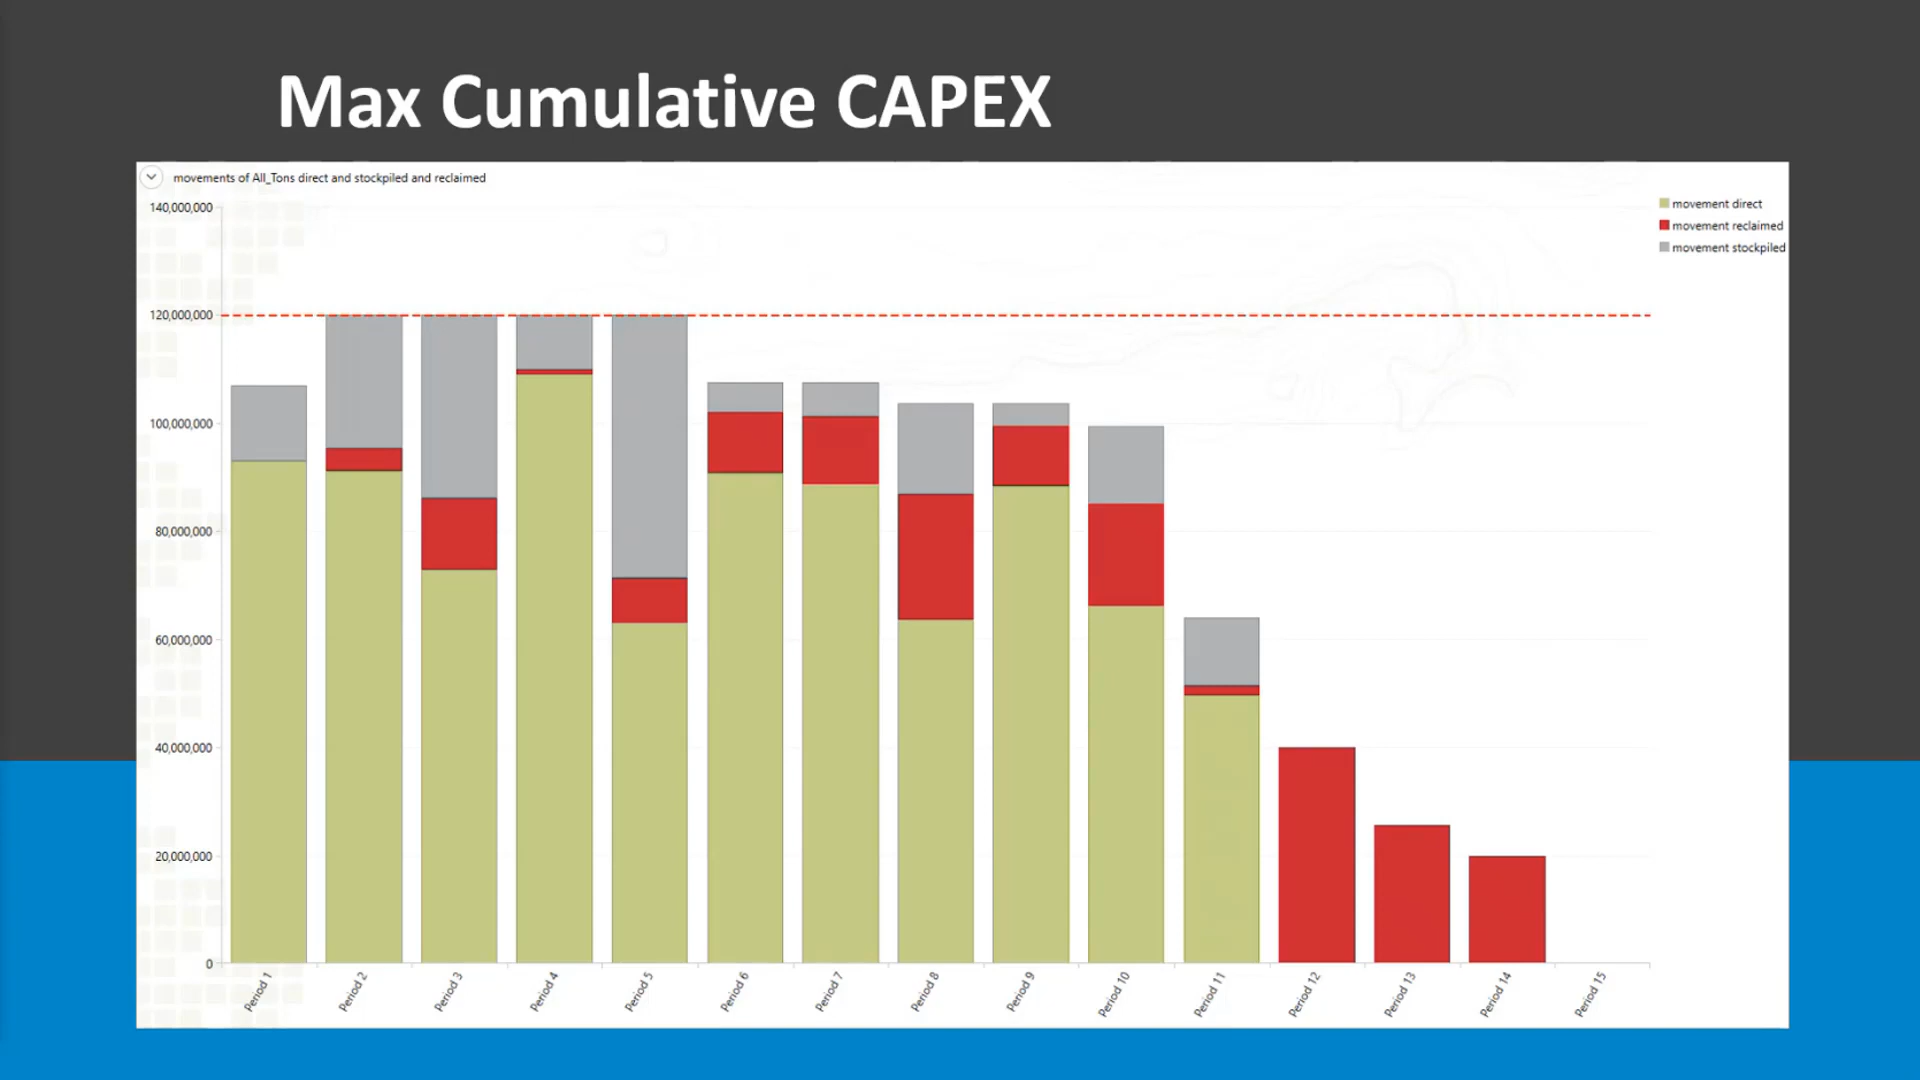 Max Cumulative CAPEX
movements of All_Tons direct and stockpiled and reclaimed
movement direct
movement reclaimed
movement stockpiled
140,000,000
120,000,000
100,000,000
80,000,000
60,000,000
40,000,000
20,000,000
0
Period 1
Period 2
Period 3
Period 4
Period 5
Period 6
Period 7
Period 8
Period 9
Period 10
Period 11
Period 12
Period 13
Period 14
Period 15